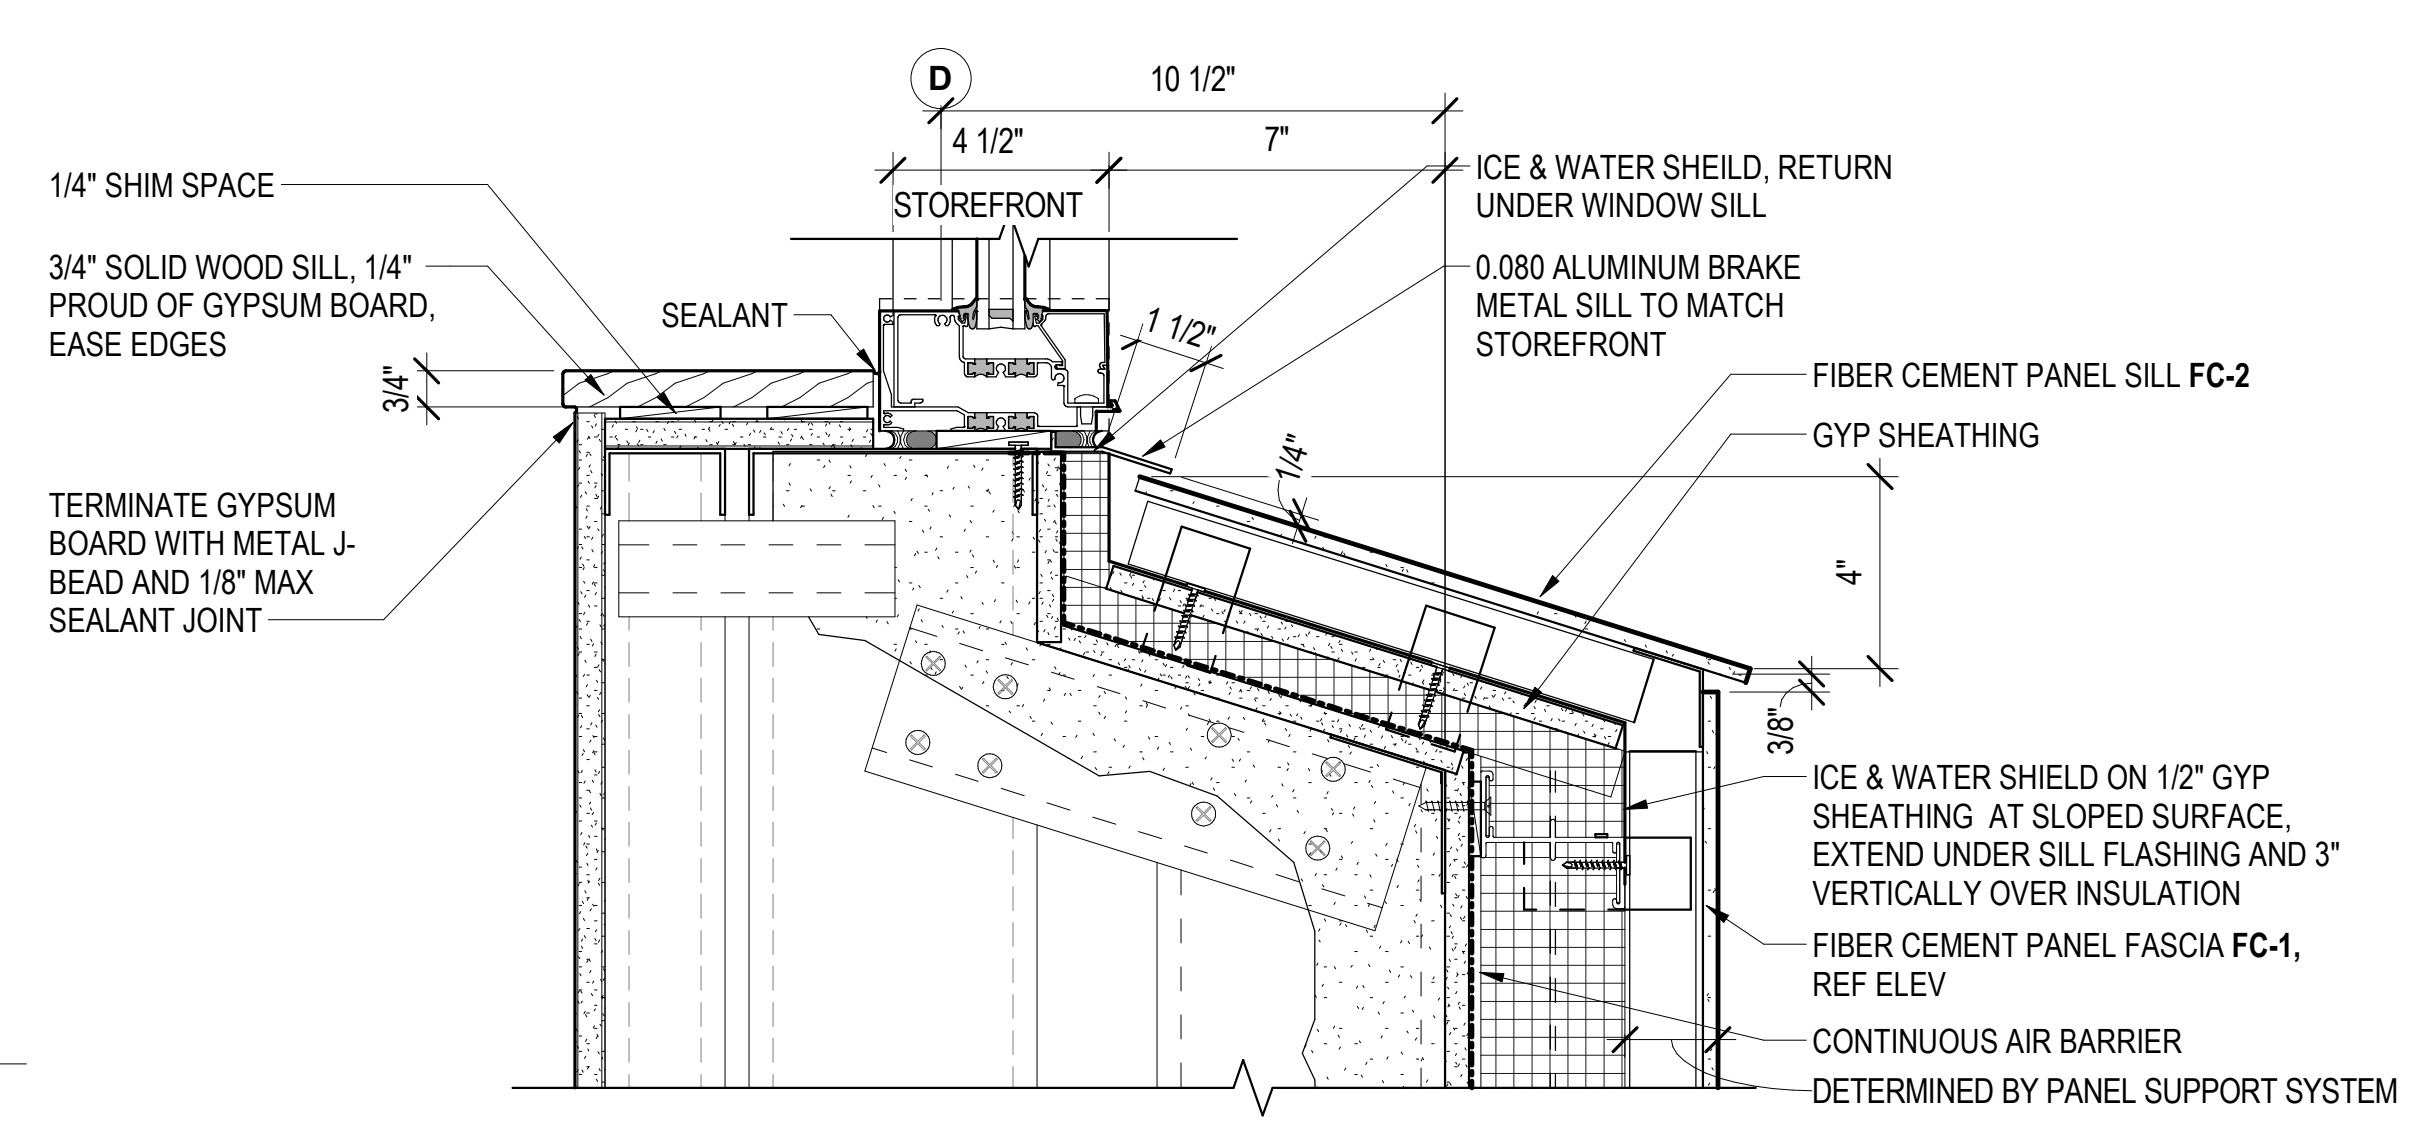 D
10 1/2"
4 1/2"
7"
STOREFRONT
1/4" SHIM SPACE
3/4" SOLID WOOD SILL, 1/4"
PROUD OF GYPSUM BOARD,
EASE EDGES
SEALANT
3/4"
TERMINATE GYPSUM
BOARD WITH METAL J-
BEAD AND 1/8" MAX
SEALANT JOINT
1 1/2"
1/4"
ICE & WATER SHEILD, RETURN
UNDER WINDOW SILL
0.080 ALUMINUM BRAKE
METAL SILL TO MATCH
STOREFRONT
FIBER CEMENT PANEL SILL FC-2
GYP SHEATHING
4"
3/8"
ICE & WATER SHIELD ON 1/2" GYP
SHEATHING  AT SLOPED SURFACE,
EXTEND UNDER SILL FLASHING AND 3"
VERTICALLY OVER INSULATION
FIBER CEMENT PANEL FASCIA FC-1,
REF ELEV
CONTINUOUS AIR BARRIER
DETERMINED BY PANEL SUPPORT SYSTEM